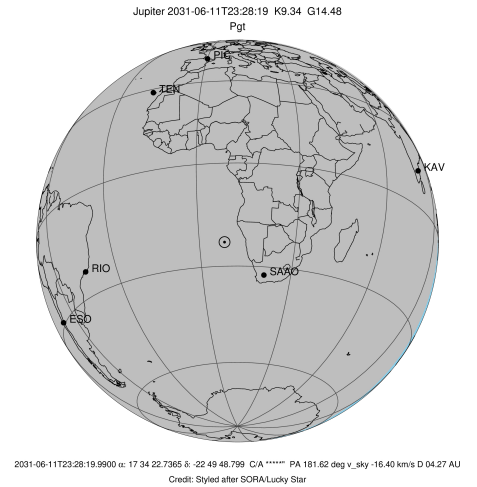 Jupiter 2031-06-11T23:28:19 K9.34 G14.48
Pgt
PIC
TEN
KAV
RIO
SAAO
ESO
2031-06-11T23:28:19.9900 α: 17 34 22.7365 δ: -22 49 48.799 C/A *****" PA 181.62 deg v_sky -16.40 km/s D 04.27 AU
Credit: Styled after SORA/Lucky Star